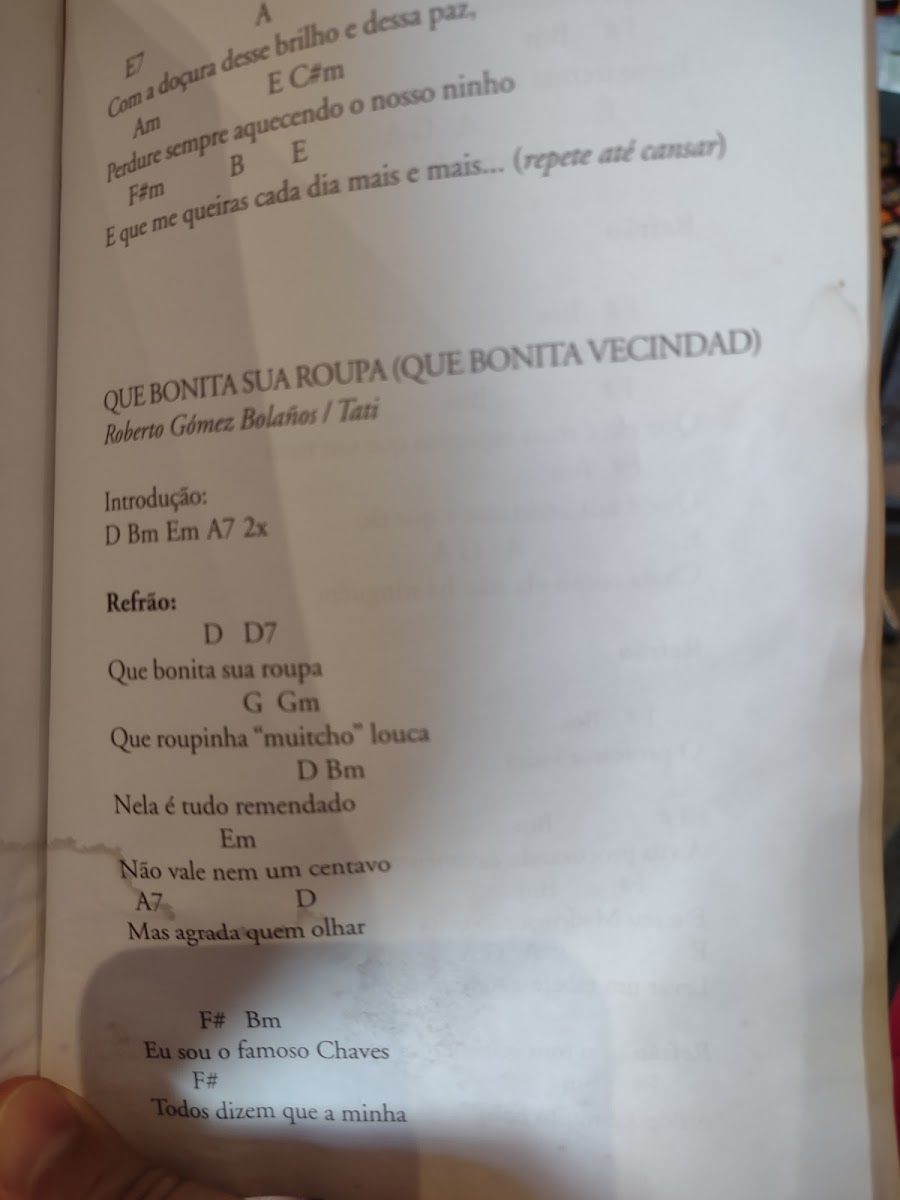 E7 A
Com a doçura desse brilho e dessa paz,
Am E C#m
Perdure sempre aquecendo o nosso ninho
F#m B E
E que me queiras cada dia mais e mais... (repete até cansar)
QUE BONITA SUA ROUPA (QUE BONITA VECINDAD)
Roberto Gómez Bolaños / Tati
Introdução:
D Bm Em A7 2x
Refrão:
D D7
Que bonita sua roupa
G Gm
Que roupinha “muitcho” louca
D Bm
Nela é tudo remendado
Em
Não vale nem um centavo
A7 D
Mas agrada quem olhar
F# Bm
Eu sou o famoso Chaves
F#
Todos dizem que a minha